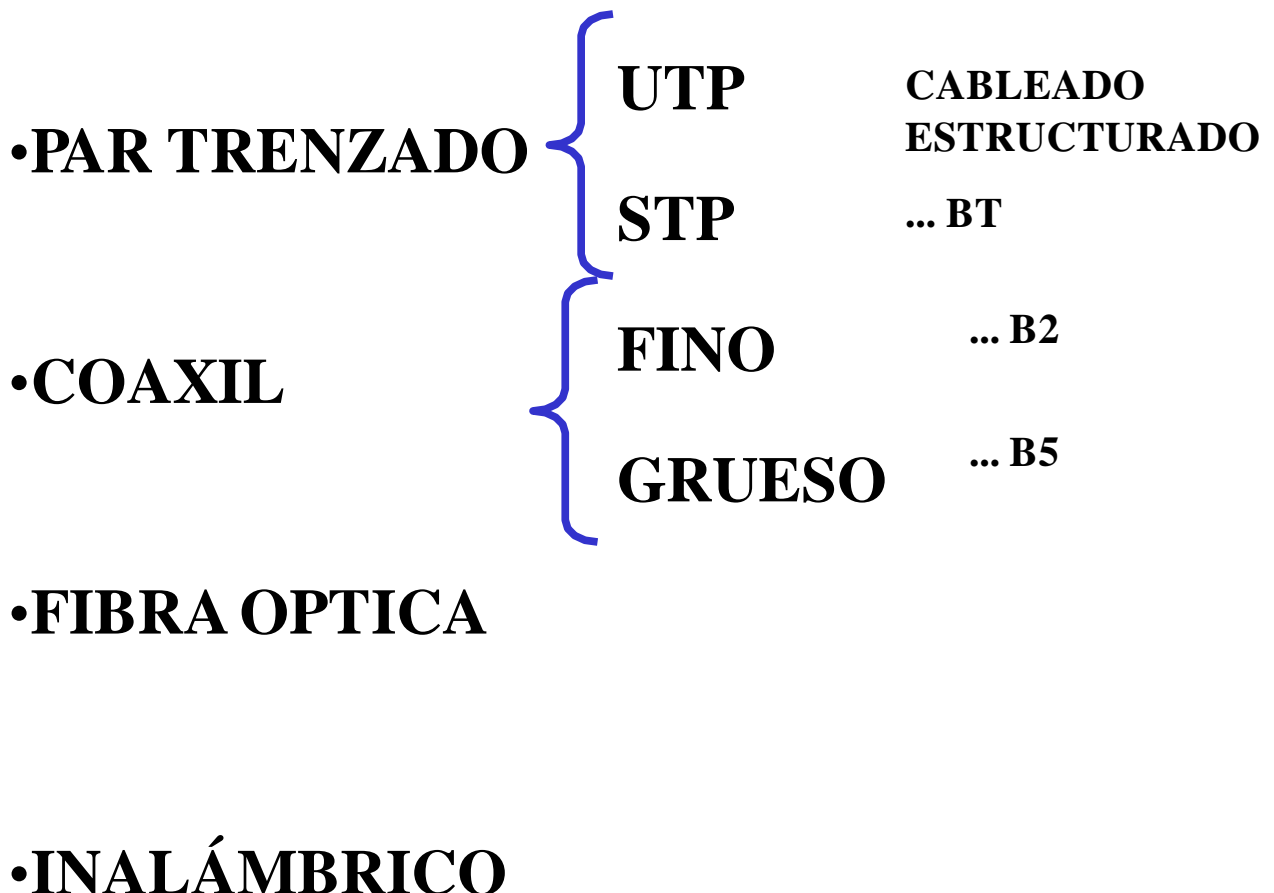 •PAR TRENZADO
UTP
CABLEADO
ESTRUCTURADO
STP
... BT
•COAXIL
FINO
... B2
GRUESO
... B5
•FIBRA OPTICA
•INALÁMBRICO